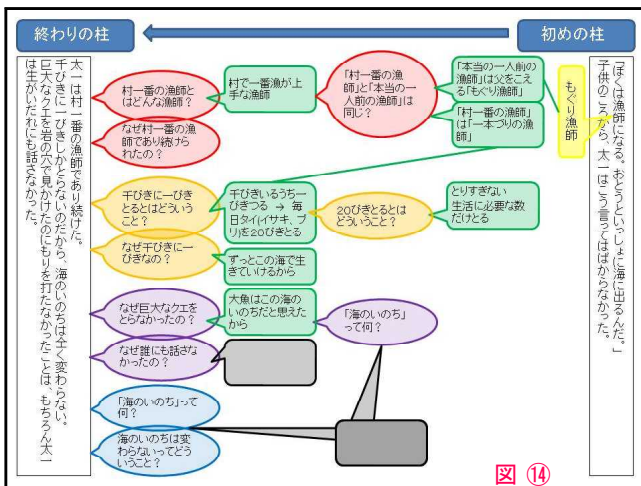 終わりの柱
初めの柱
「ぼくは漁師になる。おとうといっしょに海に出るんだ。」
子供のころから、太一はこう言ってはばからなかった。
もぐり漁師
「本当の一人前の
漁師」は父をこえ
る「もぐり漁師」
「村一番の漁師」
は「一本づりの漁
師」
「村一番の漁
師」と「本当の一
人前の漁師」は
同じ?
村で一番漁が上
手な漁師
村一番の漁師と
はどんな漁師?
なぜ村一番の漁
師であり続けら
れたの?
とりすぎない
生活に必要な数
だけとる
20ぴきとるとは
どういうこと?
千びきいるうち一
ぴきつる → 毎
日タイ(イサキ、ブ
リ)を20ぴきとる
千びきに一ぴき
とるとはどういう
こと?
ずっとこの海で生
きていけるから
なぜ千びきに一
ぴきなの?
「海のいのち」
って何?
大魚はこの海の
いのちだと思えた
から
なぜ巨大なクエを
とらなかったの?
なぜ誰にも話さな
かったの?
「海のいのち」って
何?
海のいのちは変
わらないってどう
いうこと?
太一は村一番の漁師であり続けた。
千びきに一ぴきしかとらないのだから、海のいのちは全く変わらない。
巨大なクエを岩の穴で見かけたのにもりを打たなかったことは、もちろん太一
は生がいだれにも話さなかった。
図 ⑭